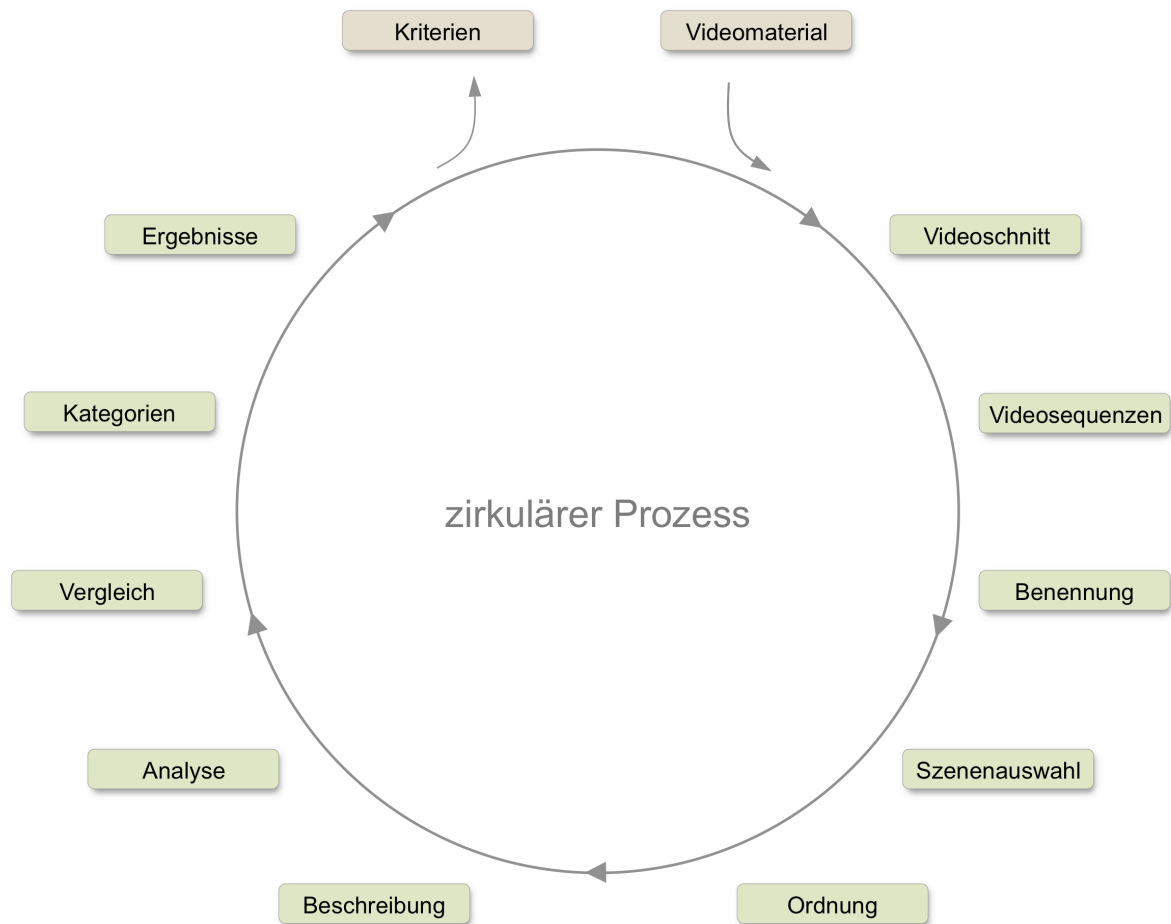 Kriterien
Videomaterial
Videoschnitt
Videosequenzen
Benennung
Szenenauswahl
Ordnung
Beschreibung
Analyse
Vergleich
Kategorien
Ergebnisse
zirkulärer Prozess